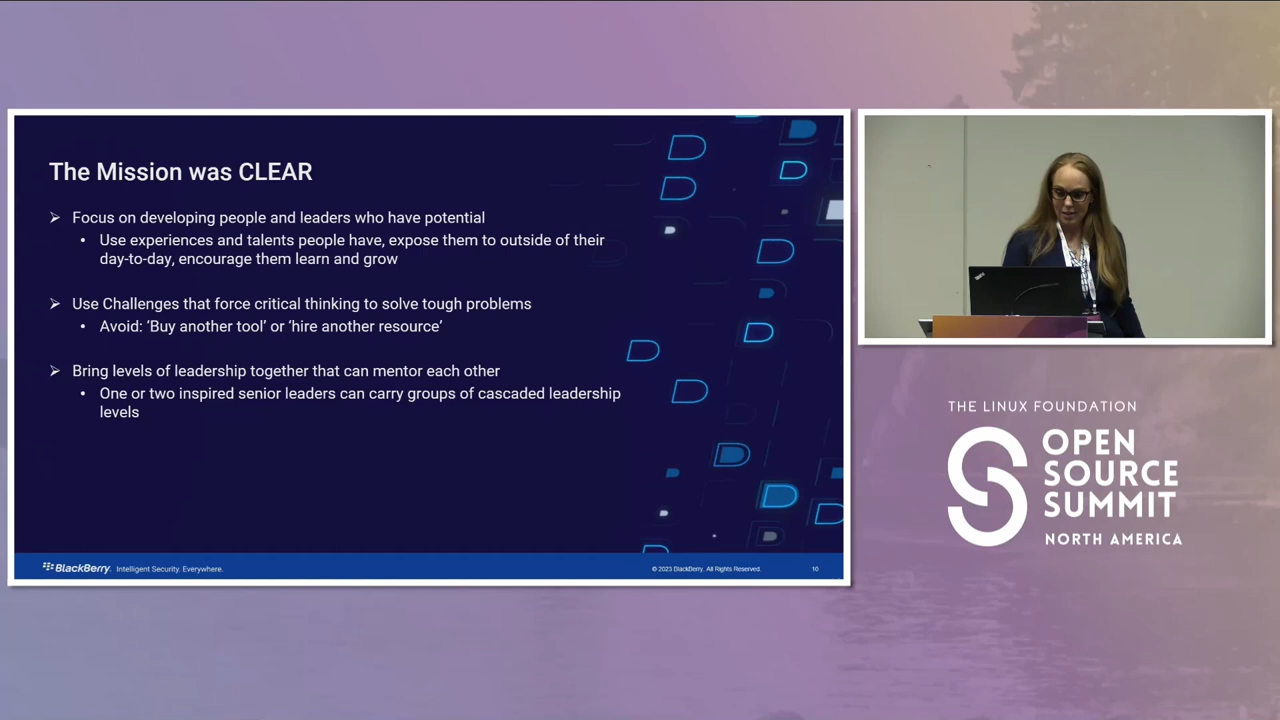 The Mission was CLEAR
➢ Focus on developing people and leaders who have potential
• Use experiences and talents people have, expose them to outside of their
day-to-day, encourage them learn and grow
➢ Use Challenges that force critical thinking to solve tough problems
• Avoid: ‘Buy another tool’ or ‘hire another resource’
➢ Bring levels of leadership together that can mentor each other
• One or two inspired senior leaders can carry groups of cascaded leadership
levels
BlackBerry. Intelligent Security. Everywhere.
© 2023 BlackBerry. All Rights Reserved. 10
THE LINUX FOUNDATION
OPEN
SOURCE
SUMMIT
NORTH AMERICA